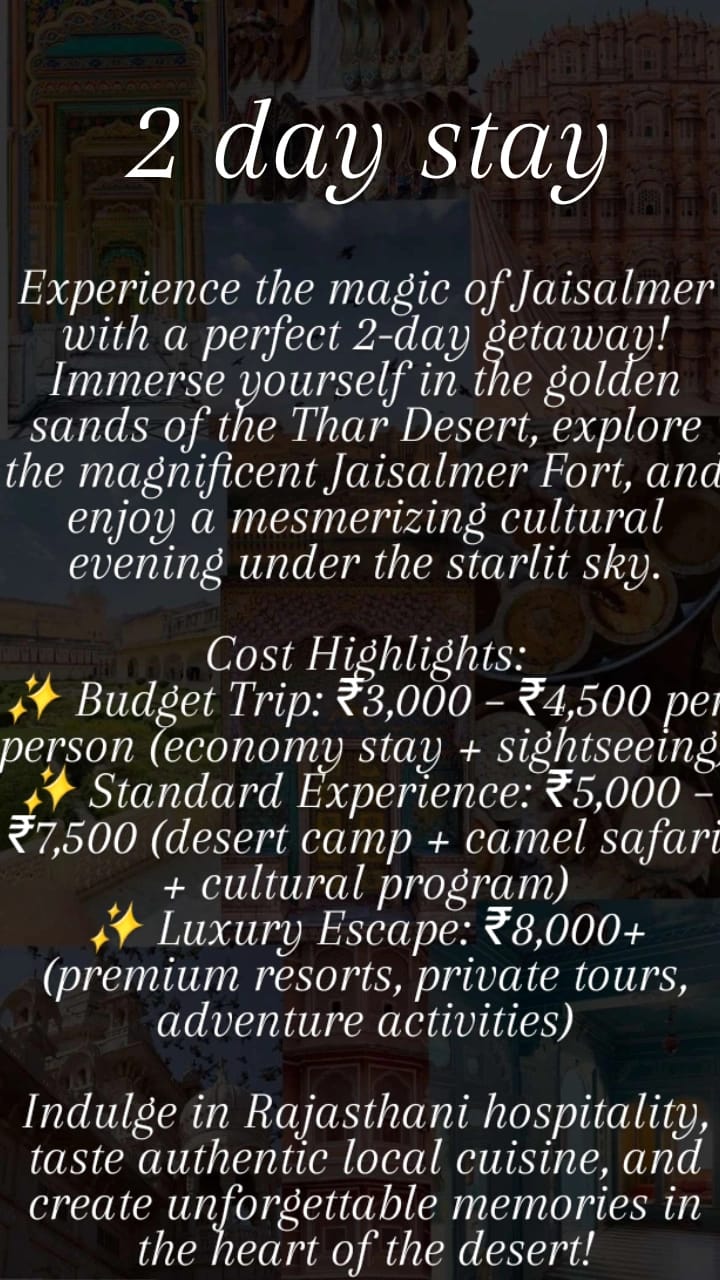 2 day stay
Experience the magic of Jaisalmer
with a perfect 2-day getaway!
Immerse yourself in the golden
sands of the Thar Desert, explore
the magnificent Jaisalmer Fort, and
enjoy a mesmerizing cultural
evening under the starlit sky.
Cost Highlights:
✨ Budget Trip: ₹3,000 – ₹4,500 per
person (economy stay + sightseeing)
✨ Standard Experience: ₹5,000 –
₹7,500 (desert camp + camel safari
+ cultural program)
✨ Luxury Escape: ₹8,000+
(premium resorts, private tours,
adventure activities)
Indulge in Rajasthani hospitality,
taste authentic local cuisine, and
create unforgettable memories in
the heart of the desert!